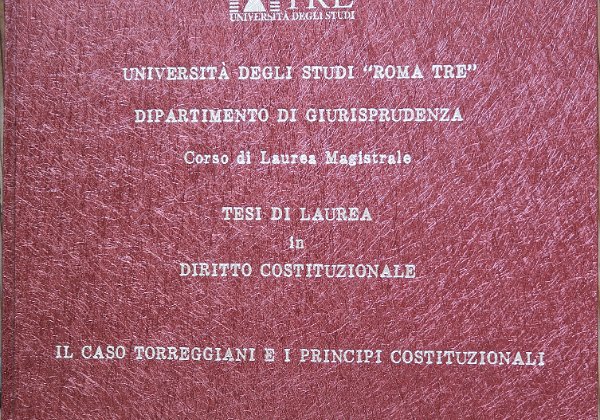 TRE
UNIVERSITÀ DEGLI STUDI
UNIVERSITÀ DEGLI STUDI "ROMA TRE"
DIPARTIMENTO DI GIURISPRUDENZA
Corso di Laurea Magistrale
TESI DI LAUREA
in
DIRITTO COSTITUZIONALE
IL CASO TORREGGIANI E I PRINCIPI COSTITUZIONALI